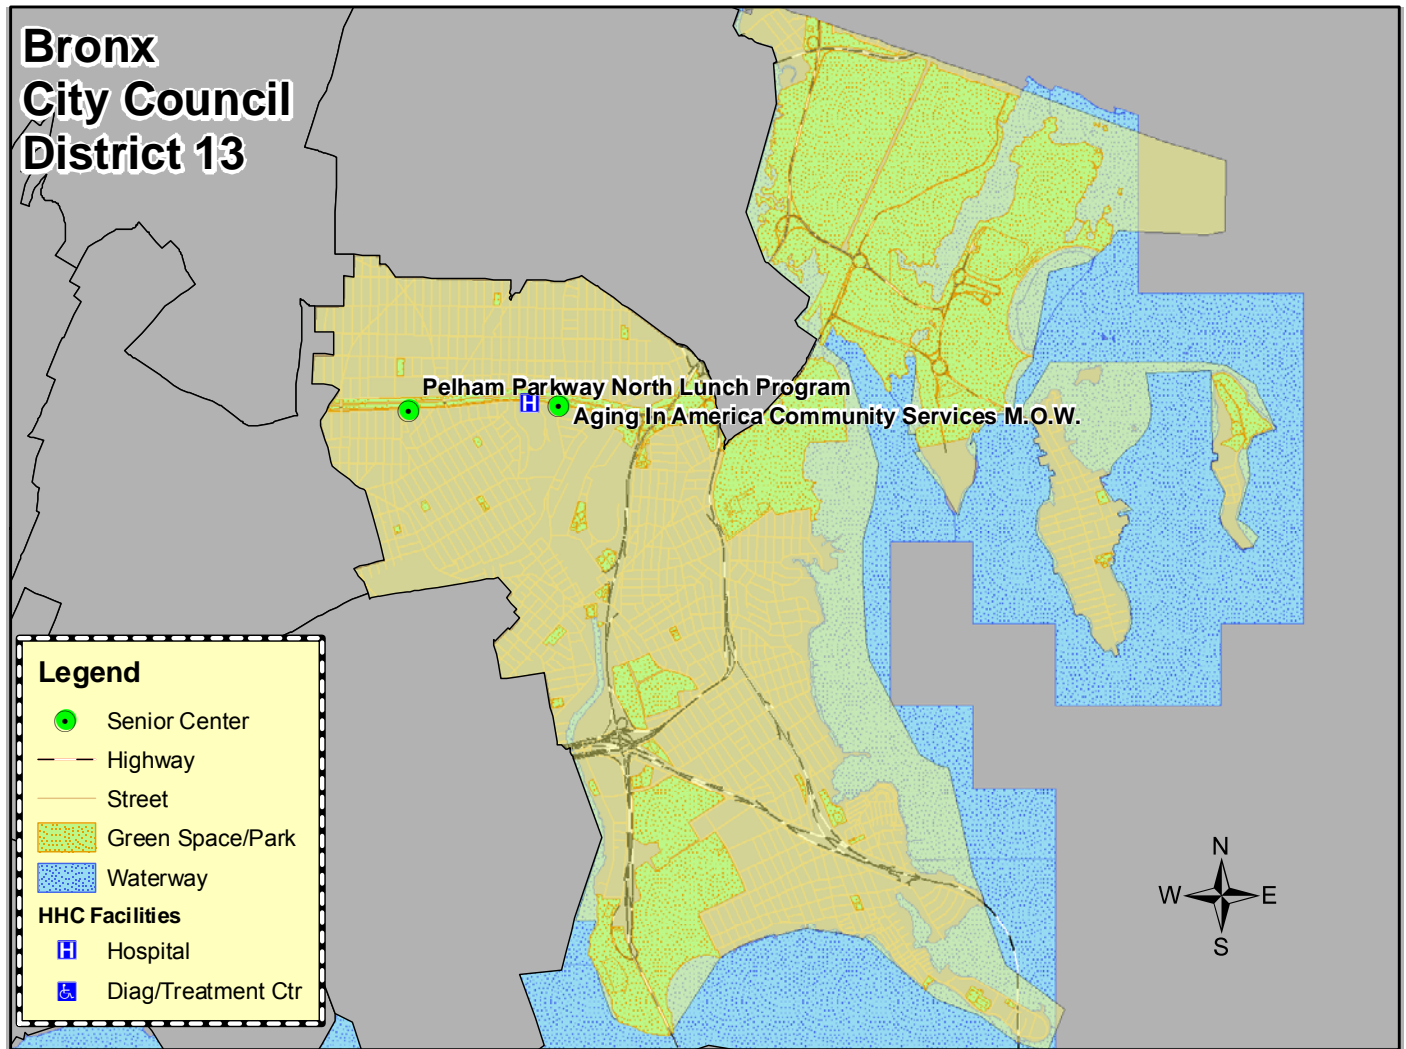 Bronx
City Council
District 13
Pelham Parkway North Lunch Program
H
Aging In America Community Services M.O.W.
Legend
Senior Center
Highway
Street
Green Space/Park
Waterway
HHC Facilities
H Hospital
Diag/Treatment Ctr
N
W E
S